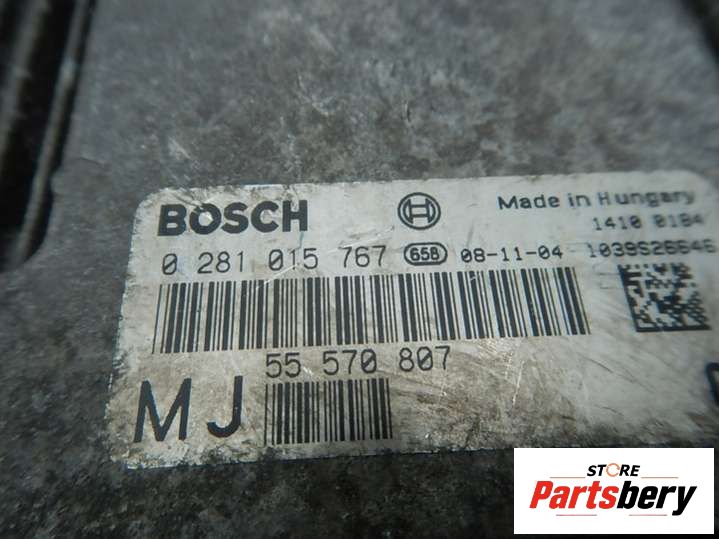 BOSCH Made in Hungary
1410 0184
0 281 015 767 658 08-11-04 1039S26646
55 570 807
MJ
STORE
Partsbery